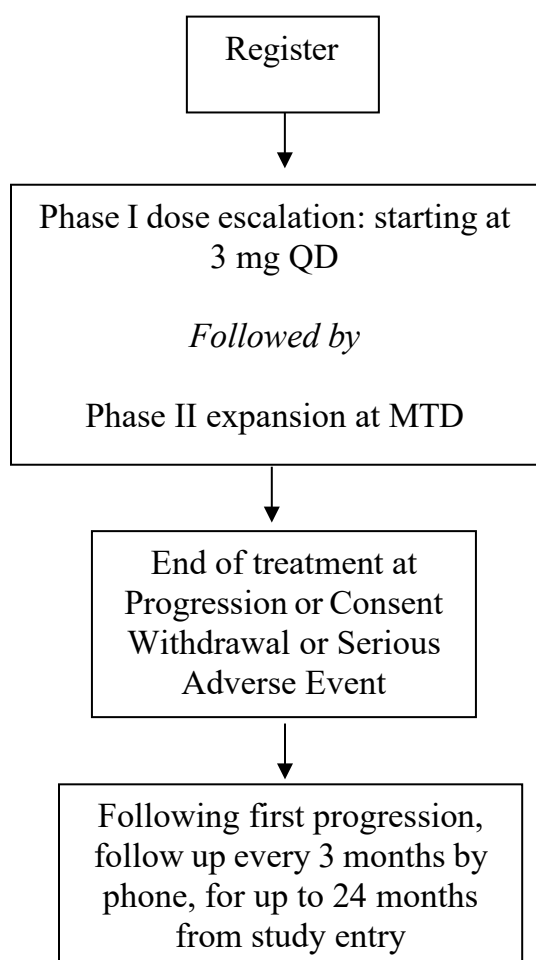 Register
Phase I dose escalation: starting at
3 mg QD
Followed by
Phase II expansion at MTD
End of treatment at
Progression or Consent
Withdrawal or Serious
Adverse Event
Following first progression,
follow up every 3 months by
phone, for up to 24 months
from study entry